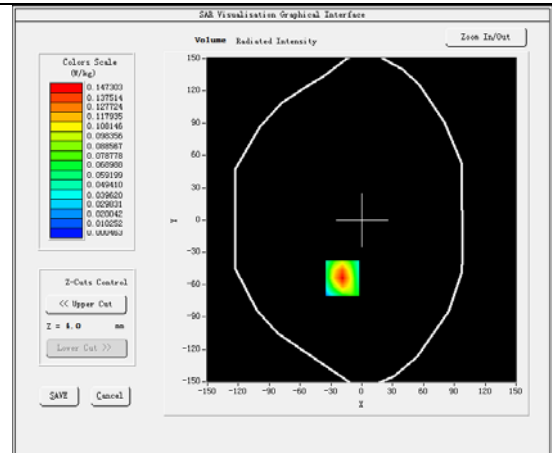 SAR Visualisation Graphical Interface
Volume Radiated Intensity
Zoom In/Out
Colors Scale
(W/kg)
0.147303
0.137514
0.127724
0.117935
0.108146
0.098356
0.088567
0.078778
0.068988
0.059199
0.049410
0.039620
0.029831
0.020042
0.010252
0.000463
Z-Cuts Control
<< Upper Cut
Z = 4.0 mm
Lower Cut >>
SAVE Cancel
150
120
90
60
30
0
-30
-60
-90
-120
-150
Y
-150 -120 -90 -60 -30 0 30 60 90 120 150
X